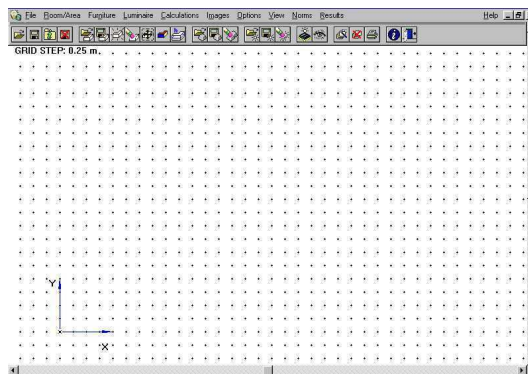 File Room/Area Furniture Luminaire Calculations Images Options View Norms Results Help
GRID STEP: 0.25 m.
Y
X